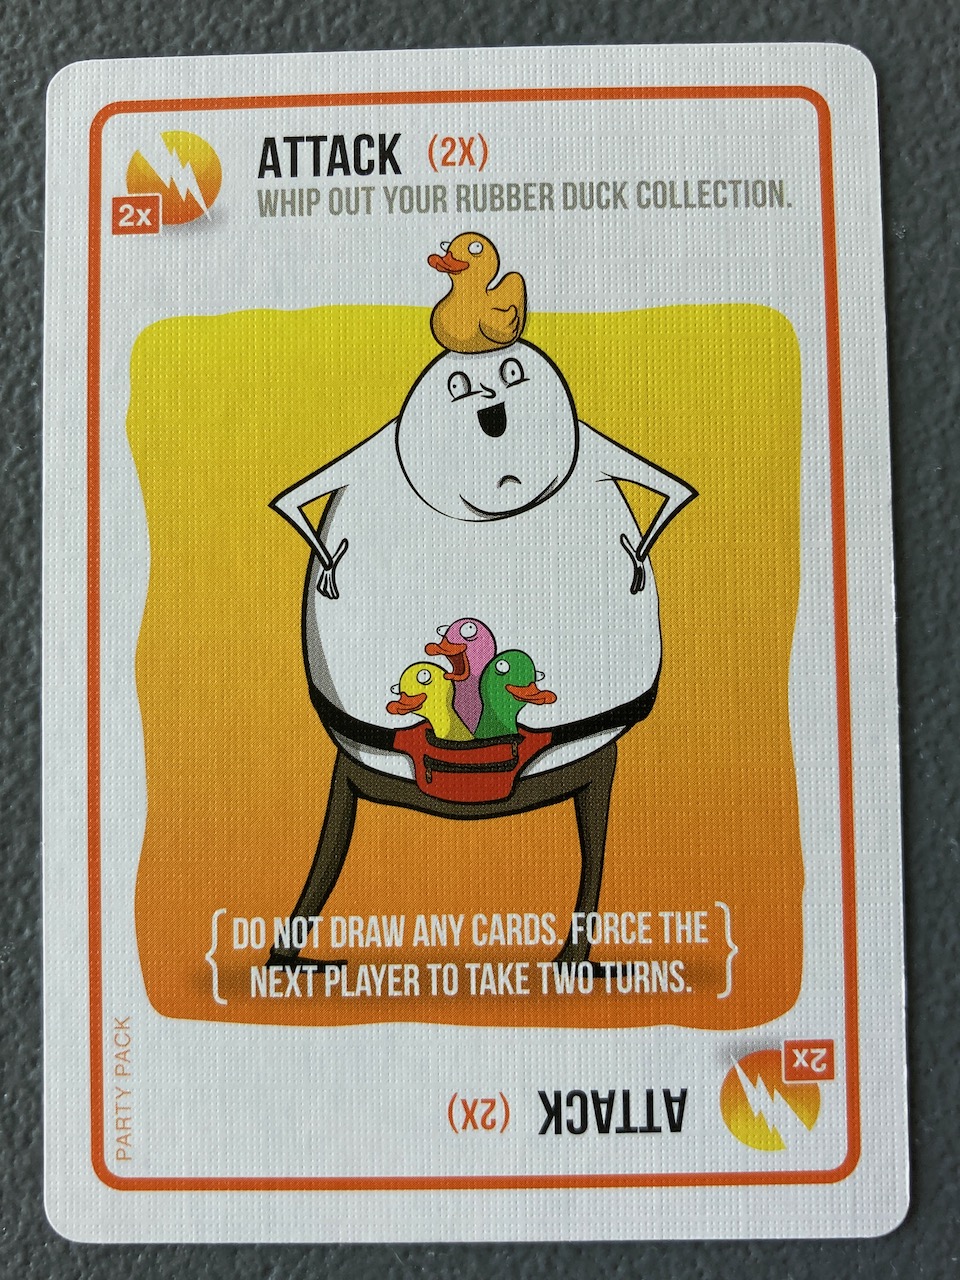 ATTACK (2X)
2x
WHIP OUT YOUR RUBBER DUCK COLLECTION.
DO NOT DRAW ANY CARDS. FORCE THE
NEXT PLAYER TO TAKE TWO TURNS.
PARTY PACK
2x
ATTACK (2X)